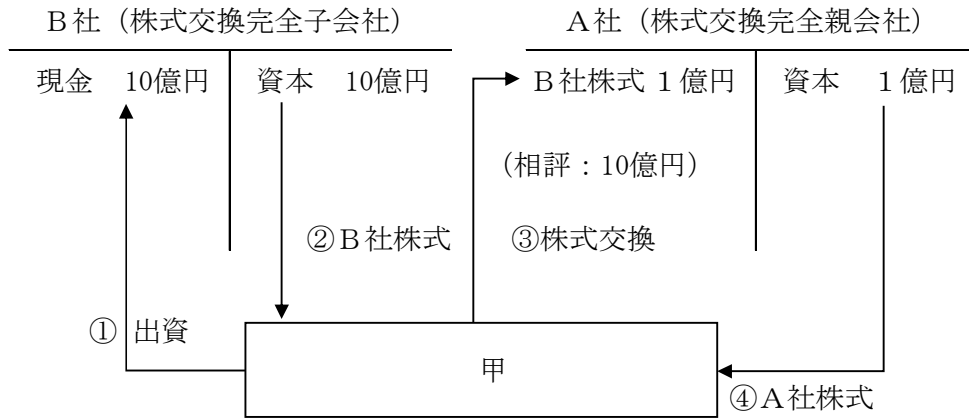 B社（株式交換完全子会社） A社（株式交換完全親会社）
現金 10億円 資本 10億円 B社株式 1億円 資本 1億円
（相評：10億円）
②B社株式 ③株式交換
① 出資
甲
④A社株式